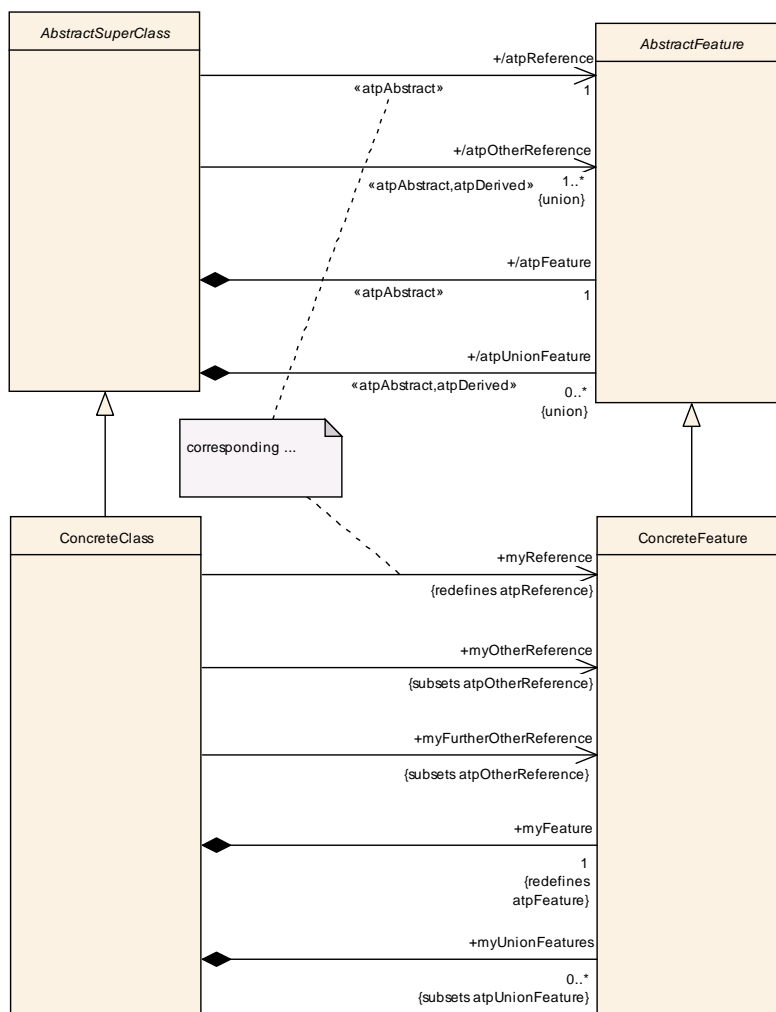 AbstractSuperClass
AbstractFeature
+/atpReference
«atpAbstract»
1
+/atpOtherReference
«atpAbstract,atpDerived»
1..*
{union}
+/atpFeature
«atpAbstract»
1
+/atpUnionFeature
«atpAbstract,atpDerived»
0..*
{union}
corresponding ...
ConcreteClass
ConcreteFeature
+myReference
{redefines atpReference}
+myOtherReference
{subsets atpOtherReference}
+myFurtherOtherReference
{subsets atpOtherReference}
+myFeature
1
{redefines
atpFeature}
+myUnionFeatures
0..*
{subsets atpUnionFeature}